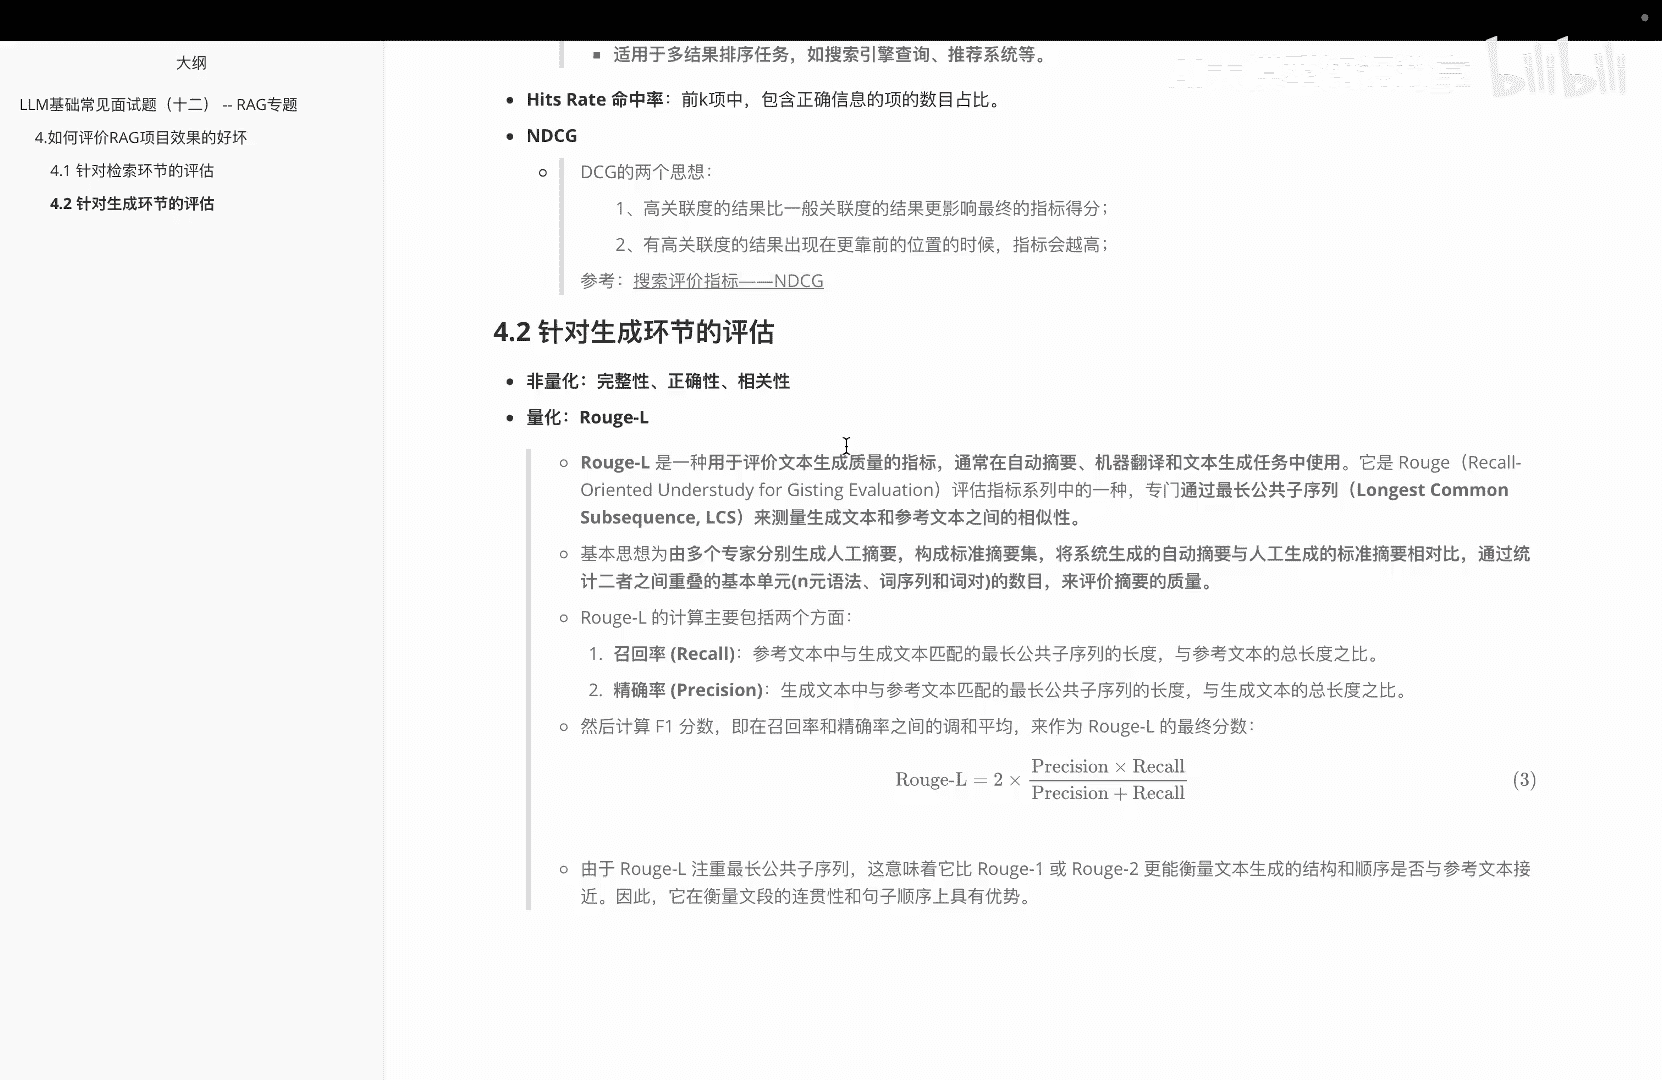 大纲
LLM基础常见面试题（十二） -- RAG专题
4.如何评价RAG项目效果的好坏
4.1 针对检索环节的评估
4.2 针对生成环节的评估
适用于多结果排序任务，如搜索引擎查询、推荐系统等。
Hits Rate 命中率：前k项中，包含正确信息的项的数目占比。
NDCG
DCG的两个思想：
1、高关联度的结果比一般关联度的结果更影响最终的指标得分；
2、有高关联度的结果出现在更靠前的位置的时候，指标会越高；
参考：搜索评价指标——NDCG
4.2 针对生成环节的评估
非量化：完整性、正确性、相关性
量化：Rouge-L
Rouge-L 是一种用于评价文本生成质量的指标，通常在自动摘要、机器翻译和文本生成任务中使用。它是 Rouge（Recall-
Oriented Understudy for Gisting Evaluation）评估指标系列中的一种，专门通过最长公共子序列（Longest Common
Subsequence, LCS）来测量生成文本和参考文本之间的相似性。
基本思想为由多个专家分别生成人工摘要，构成标准摘要集，将系统生成的自动摘要与人工生成的标准摘要相对比，通过统
计二者之间重叠的基本单元(n元语法、词序列和词对)的数目，来评价摘要的质量。
Rouge-L 的计算主要包括两个方面：
1. 召回率 (Recall)：参考文本中与生成文本匹配的最长公共子序列的长度，与参考文本的总长度之比。
2. 精确率 (Precision)：生成文本中与参考文本匹配的最长公共子序列的长度，与生成文本的总长度之比。
然后计算 F1 分数，即在召回率和精确率之间的调和平均，来作为 Rouge-L 的最终分数：
Precision × Recall
Rouge-L = 2 ×
Precision + Recall
(3)
由于 Rouge-L 注重最长公共子序列，这意味着它比 Rouge-1 或 Rouge-2 更能衡量文本生成的结构和顺序是否与参考文本接
近。因此，它在衡量文段的连贯性和句子顺序上具有优势。
bilibili